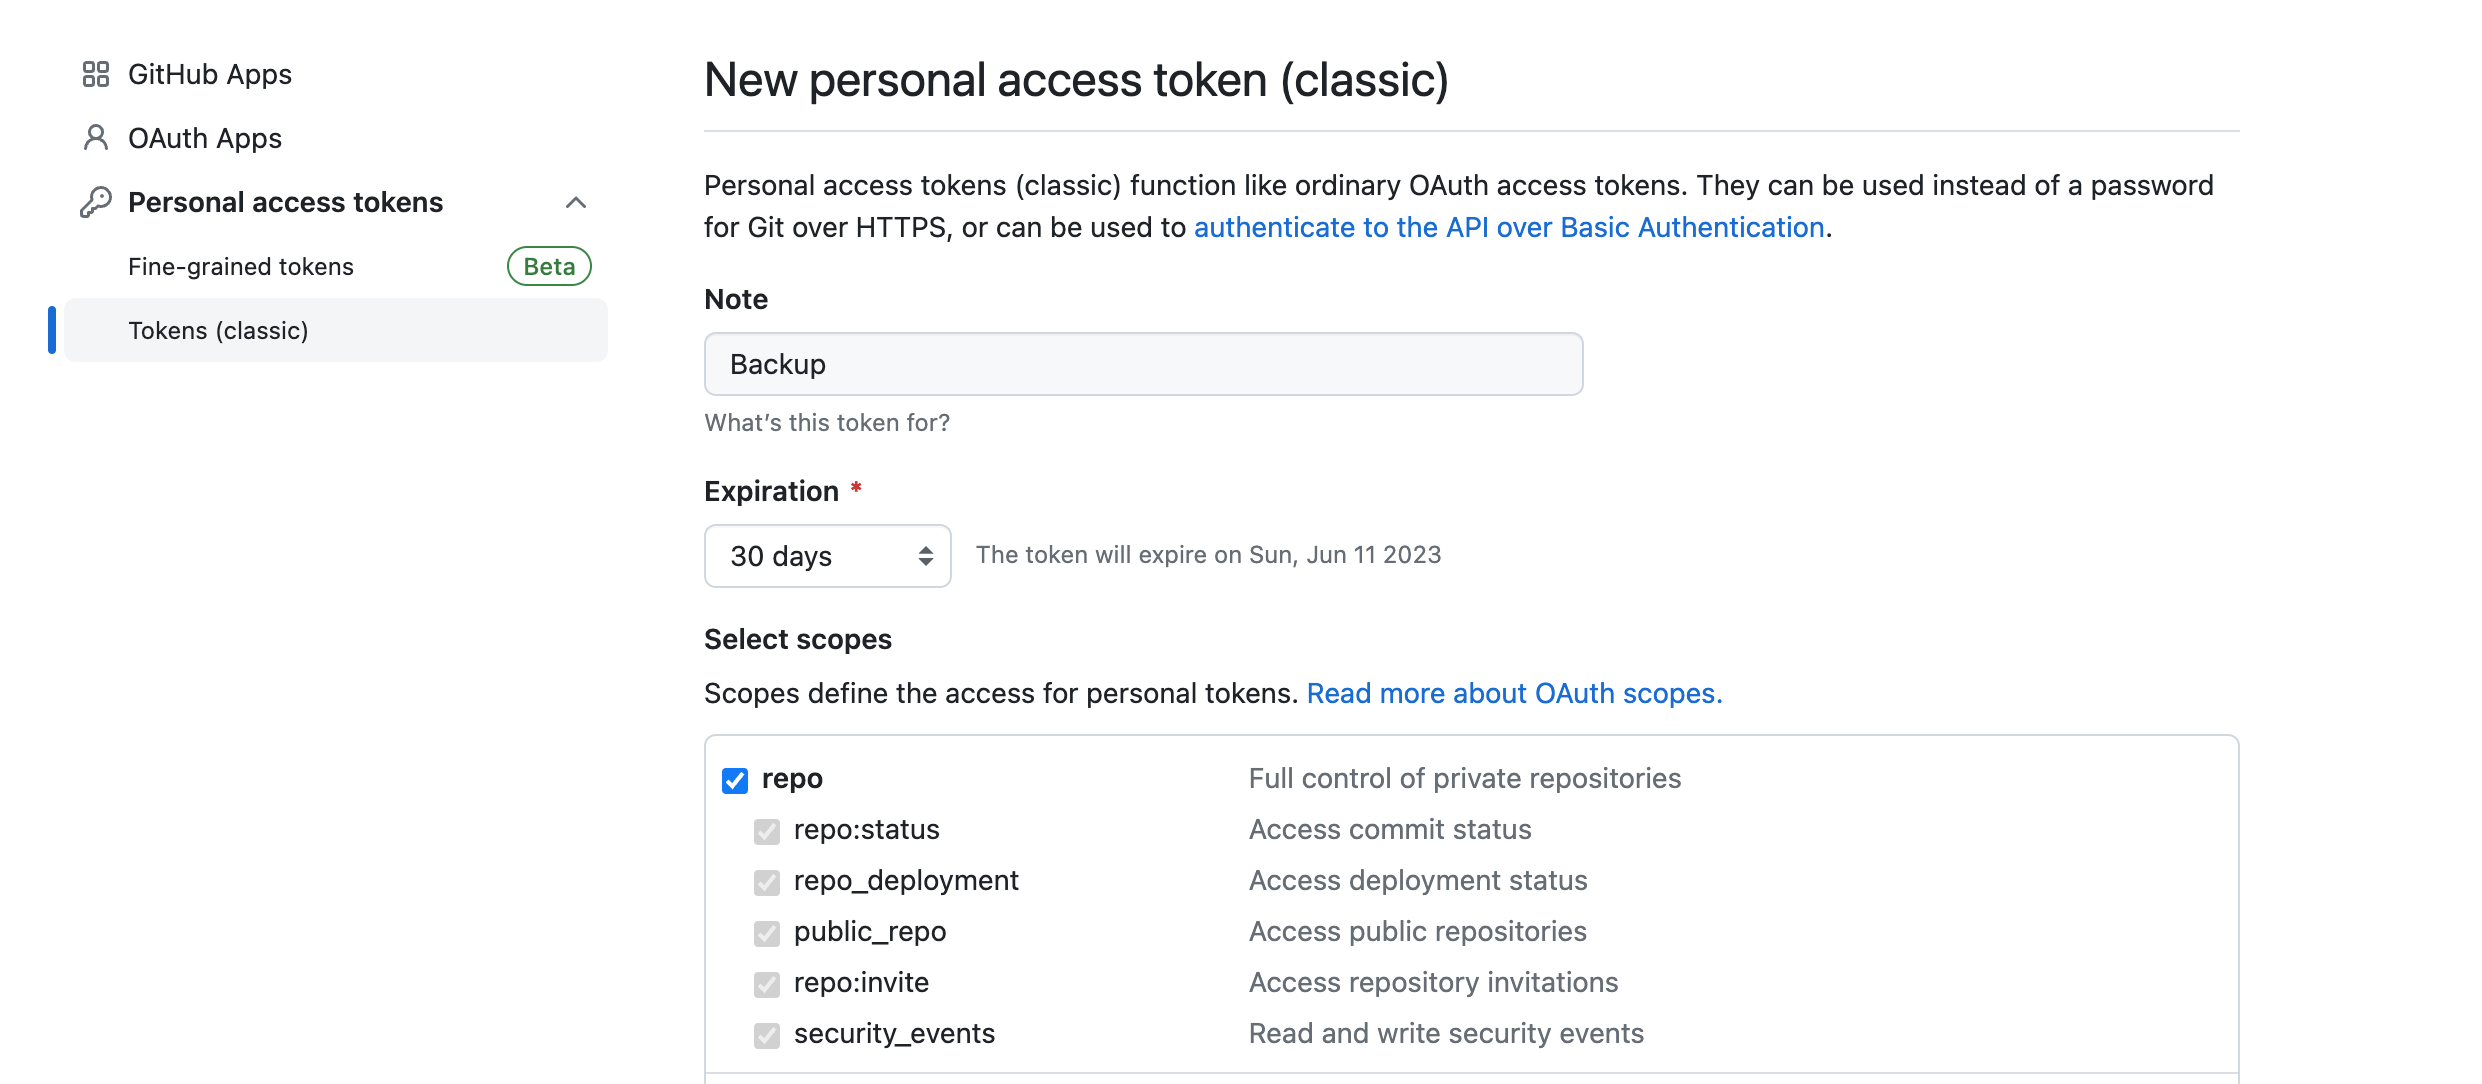 GitHub Apps
OAuth Apps
Personal access tokens
Fine-grained tokens Beta
Tokens (classic)
New personal access token (classic)
Personal access tokens (classic) function like ordinary OAuth access tokens. They can be used instead of a password
for Git over HTTPS, or can be used to authenticate to the API over Basic Authentication.
Note
Backup
What's this token for?
Expiration *
30 days The token will expire on Sun, Jun 11 2023
Select scopes
Scopes define the access for personal tokens. Read more about OAuth scopes.
repo Full control of private repositories
repo:status Access commit status
repo_deployment Access deployment status
public_repo Access public repositories
repo:invite Access repository invitations
security_events Read and write security events